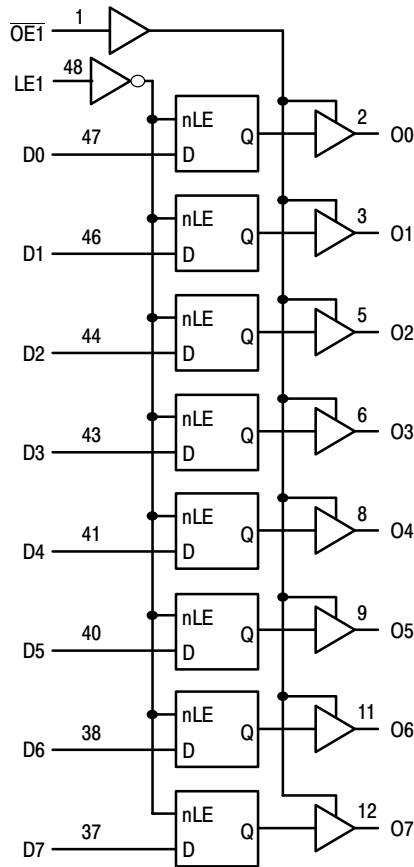 1
O̅E̅1̅
48
LE1
nLE
2
47
Q
O0
D0
D
nLE
3
46
Q
O1
D1
D
nLE
5
44
Q
O2
D2
D
nLE
6
43
Q
O3
D3
D
nLE
8
41
Q
O4
D4
D
nLE
9
40
Q
O5
D5
D
nLE
11
38
Q
O6
D6
D
nLE
12
37
Q
O7
D7
D